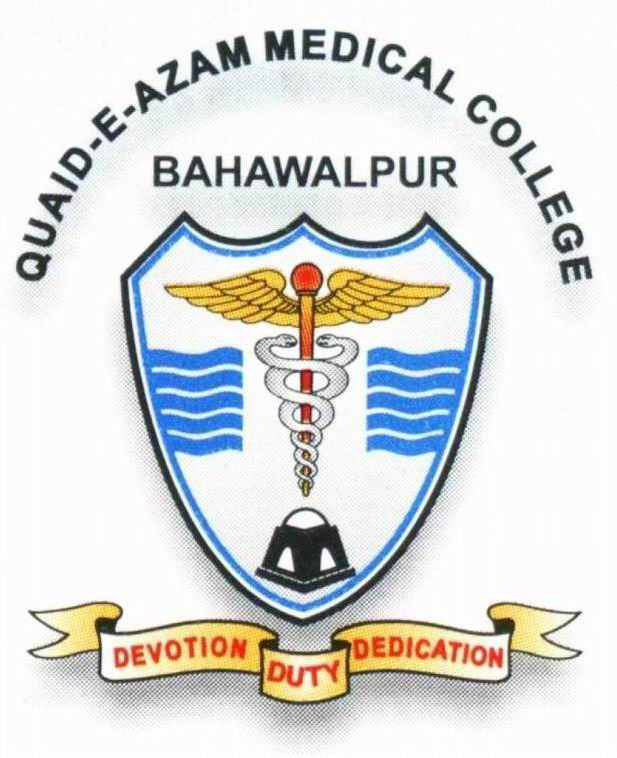 QUAID-E-AZAM MEDICAL COLLEGE
BAHAWALPUR
DEVOTION DUTY DEDICATION